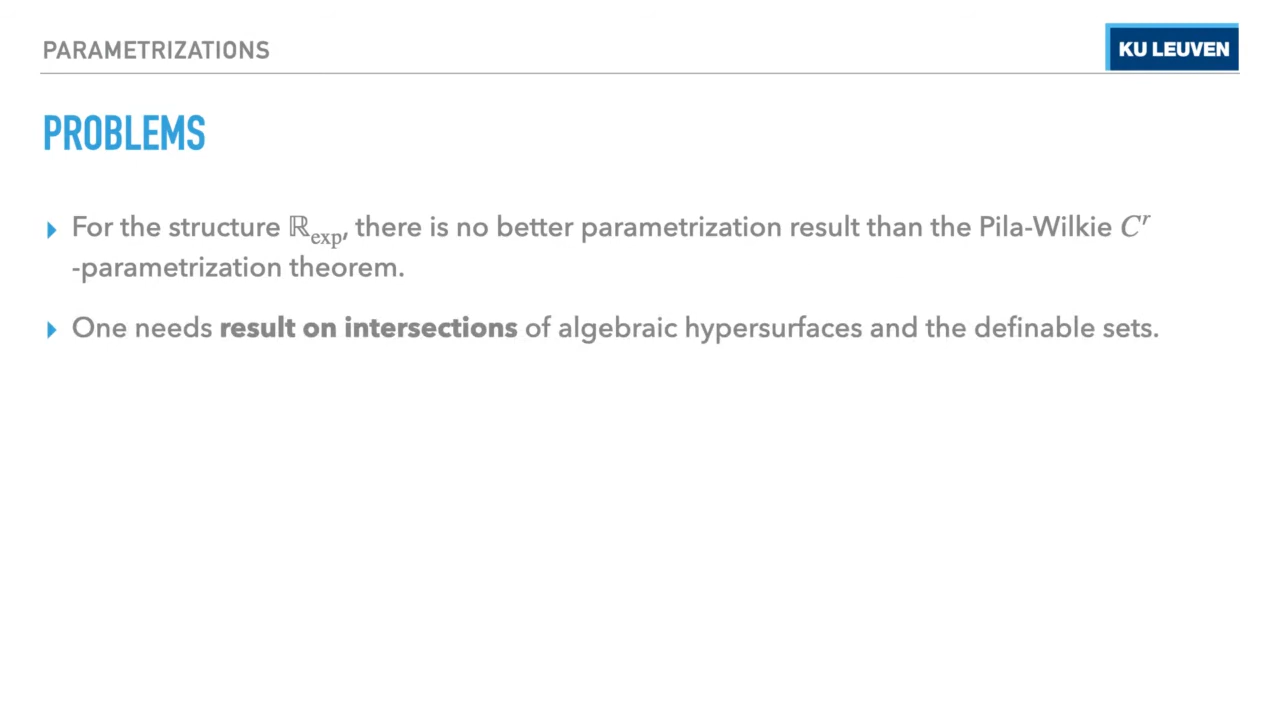 PARAMETRIZATIONS
KU LEUVEN
PROBLEMS
For the structure ℝ_exp, there is no better parametrization result than the Pila-Wilkie C^r
-parametrization theorem.
One needs result on intersections of algebraic hypersurfaces and the definable sets.